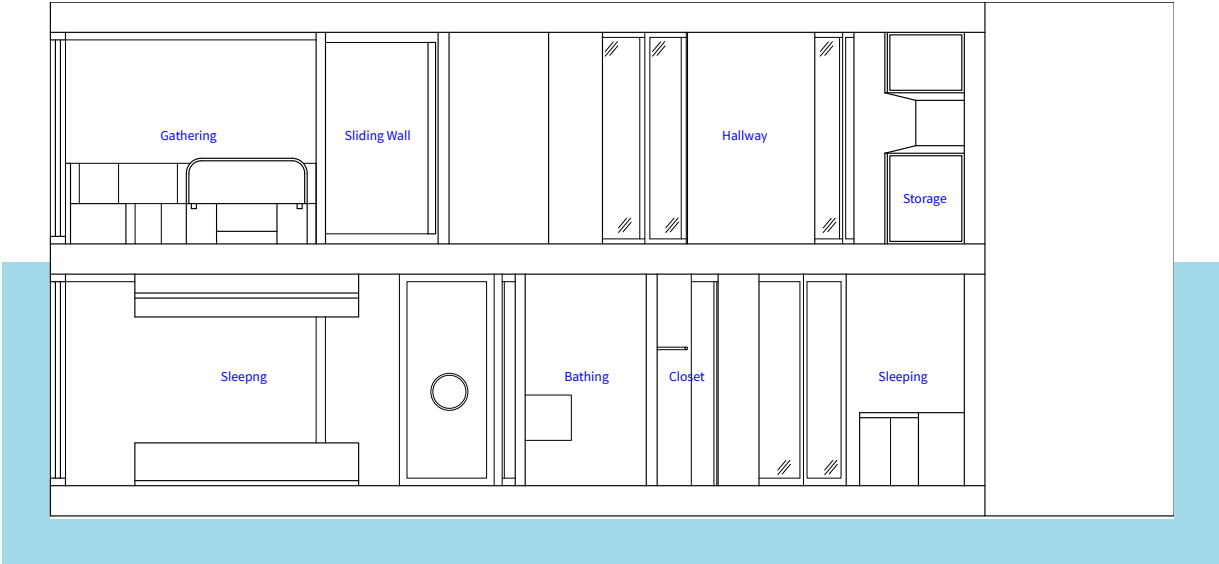 Gathering
Sliding Wall
Hallway
Storage
Sleepng
Bathing
Closet
Sleeping